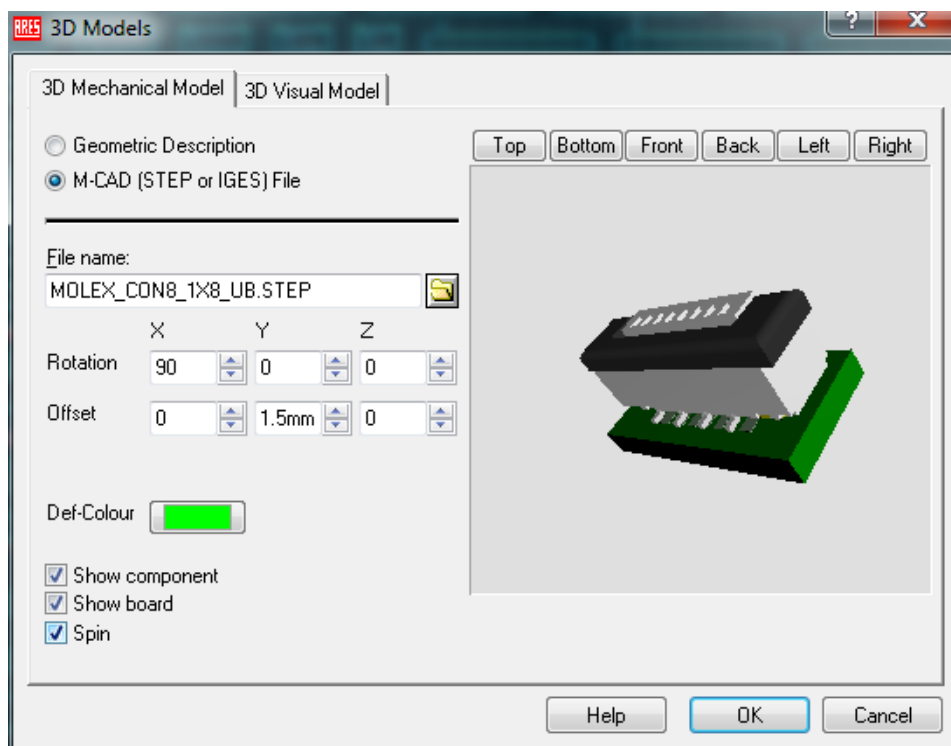 ARES 3D Models
? X
3D Mechanical Model 3D Visual Model
Geometric Description
M-CAD (STEP or IGES) File
Top Bottom Front Back Left Right
File name:
MOLEX_CON8_1X8_UB.STEP
X Y Z
Rotation 90 0 0
Offset 0 1.5mm 0
Def-Colour
Show component
Show board
Spin
Help OK Cancel